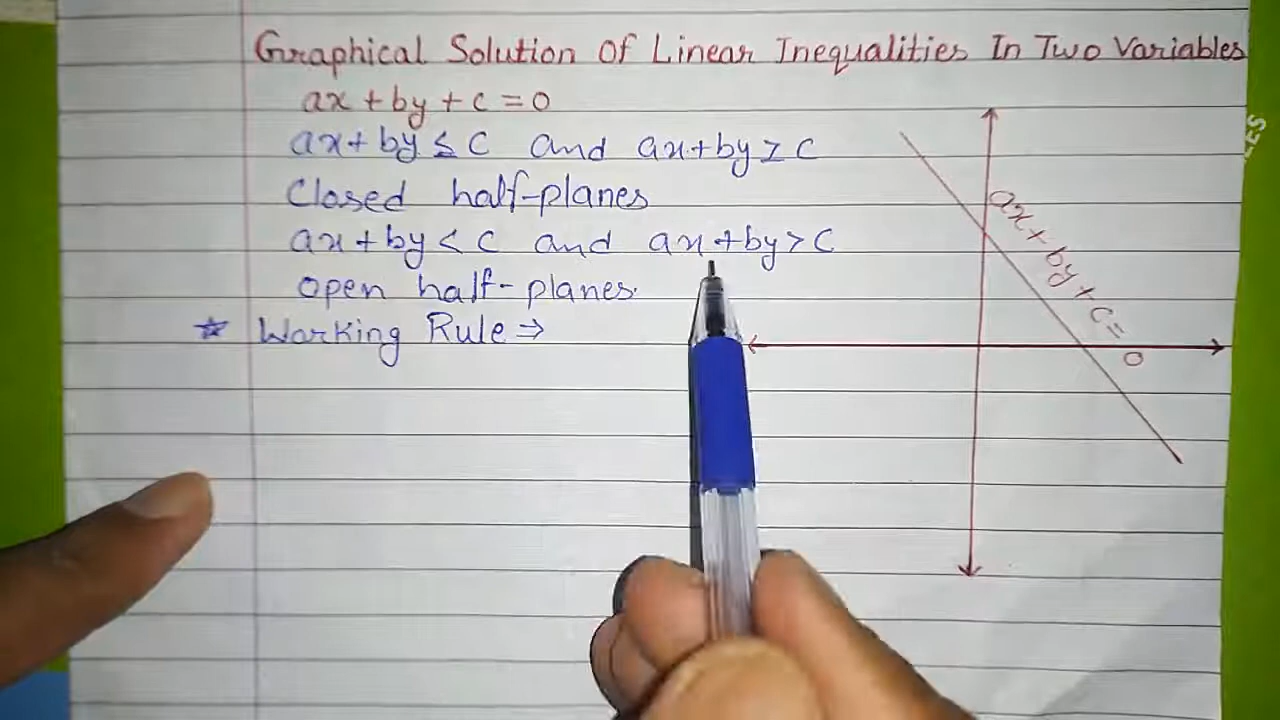 Graphical Solution Of Linear Inequalities In Two Variables
ax + by + c = 0
ax + by ≤ c and ax + by ≥ c
Closed half-planes
ax + by < c and ax + by > c
Open half-planes.
☆ Working Rule ⇒
ax + by + c = 0